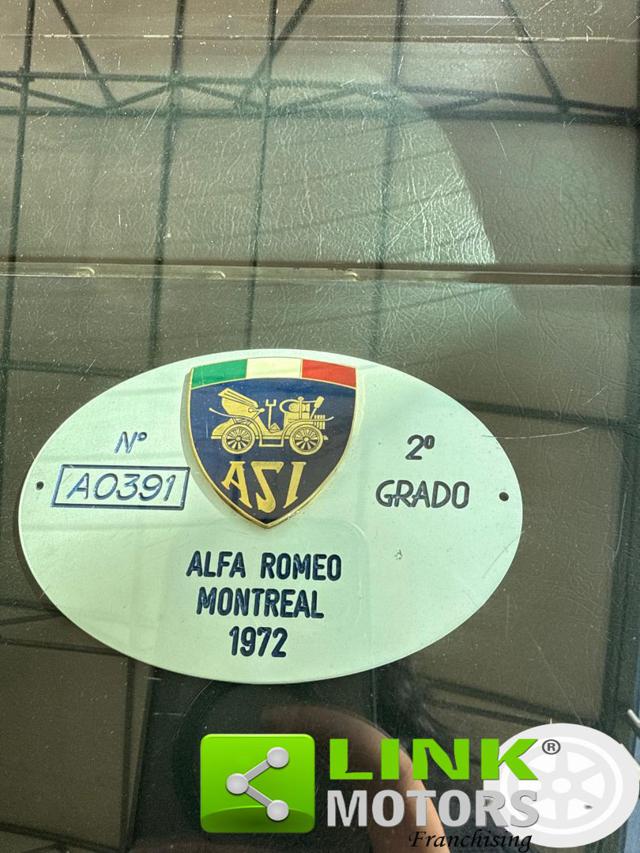 N°
A0391
ASI
2°
GRADO
ALFA ROMEO
MONTREAL
1972
LINK®
MOTORS
Franchising